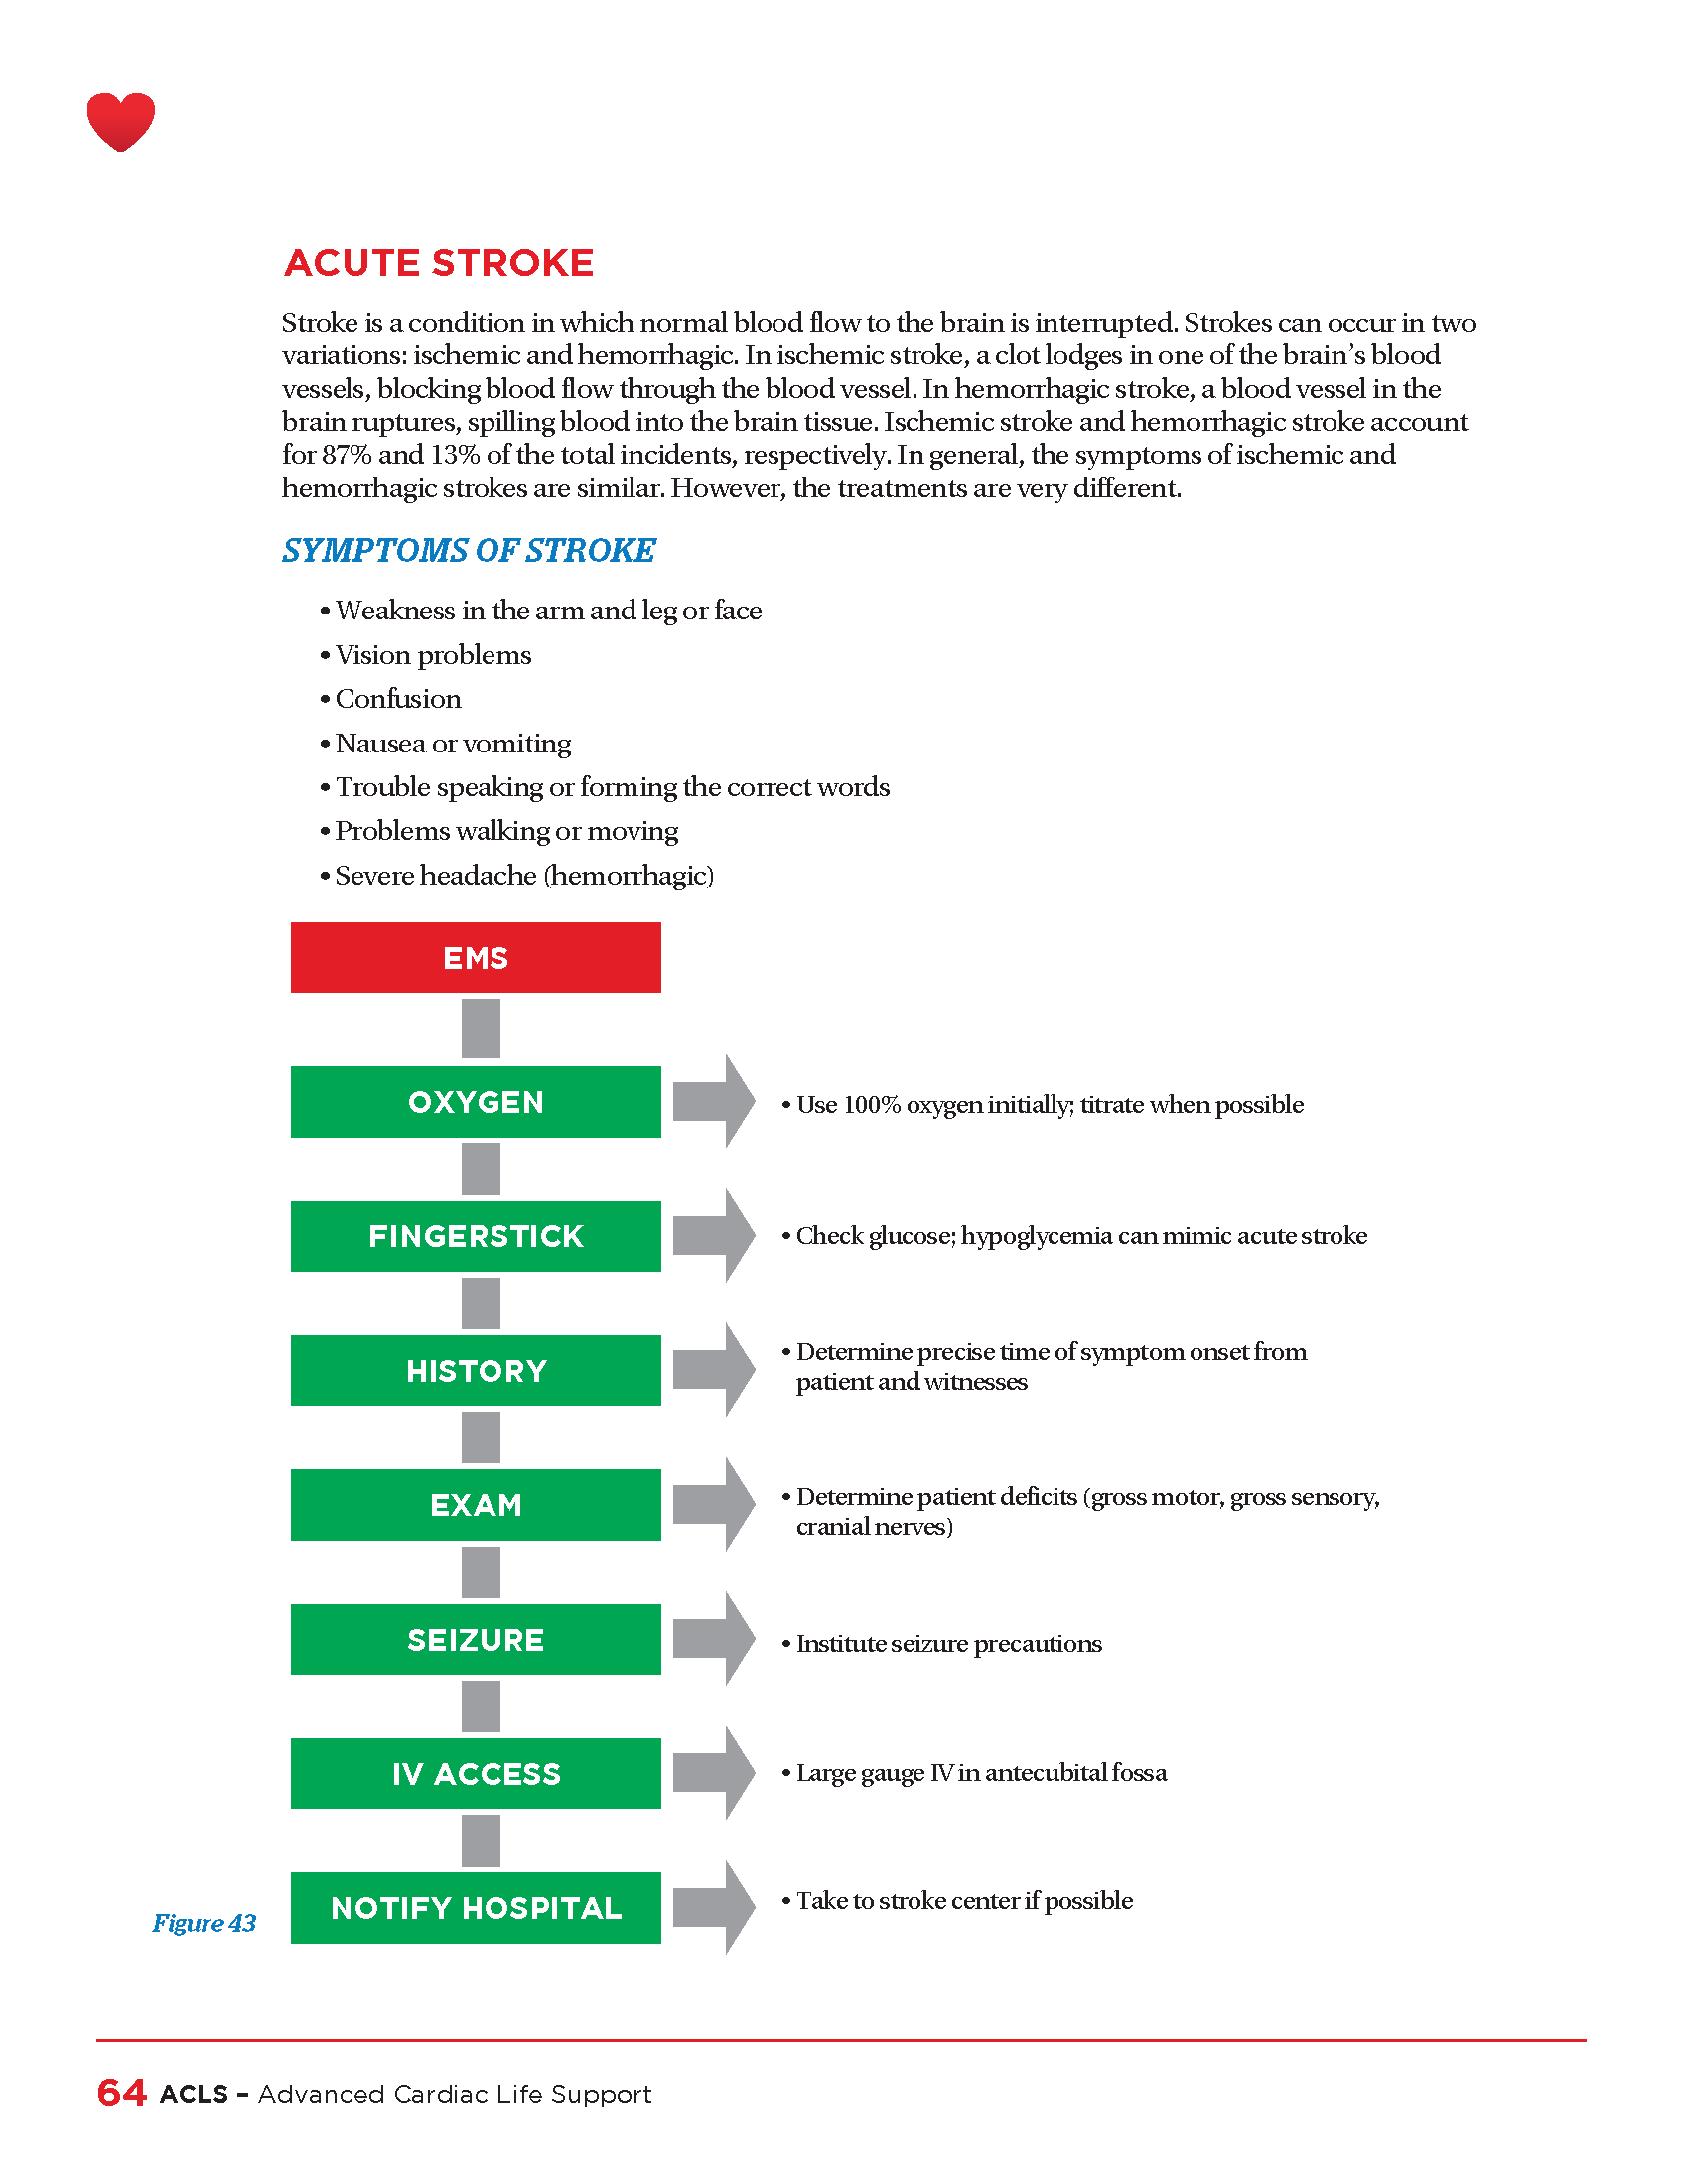 ACUTE STROKE
Stroke is a condition in which normal blood flow to the brain is interrupted. Strokes can occur in two
variations: ischemic and hemorrhagic. In ischemic stroke, a clot lodges in one of the brain’s blood
vessels, blocking blood flow through the blood vessel. In hemorrhagic stroke, a blood vessel in the
brain ruptures, spilling blood into the brain tissue. Ischemic stroke and hemorrhagic stroke account
for 87% and 13% of the total incidents, respectively. In general, the symptoms of ischemic and
hemorrhagic strokes are similar. However, the treatments are very different.
SYMPTOMS OF STROKE
• Weakness in the arm and leg or face
• Vision problems
• Confusion
• Nausea or vomiting
• Trouble speaking or forming the correct words
• Problems walking or moving
• Severe headache (hemorrhagic)
EMS
OXYGEN
• Use 100% oxygen initially; titrate when possible
FINGERSTICK
• Check glucose; hypoglycemia can mimic acute stroke
HISTORY
• Determine precise time of symptom onset from
patient and witnesses
EXAM
• Determine patient deficits (gross motor, gross sensory,
cranial nerves)
SEIZURE
• Institute seizure precautions
IV ACCESS
• Large gauge IV in antecubital fossa
NOTIFY HOSPITAL
• Take to stroke center if possible
Figure 43
64 ACLS – Advanced Cardiac Life Support